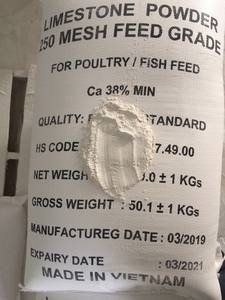 LIMESTONE POWDER
250 MESH FEED GRADE
FOR POULTRY / FISH FEED
Ca 38% MIN
QUALITY: STANDARD
HS CODE 7.49.00
NET WEIGH .0 ± 1 KGs
GROSS WEIGHT : 50.1 ± 1 KGs
MANUFACTUREG DATE : 03/2019
EXPAIRY DATE : 03/2021
MADE IN VIETNAM